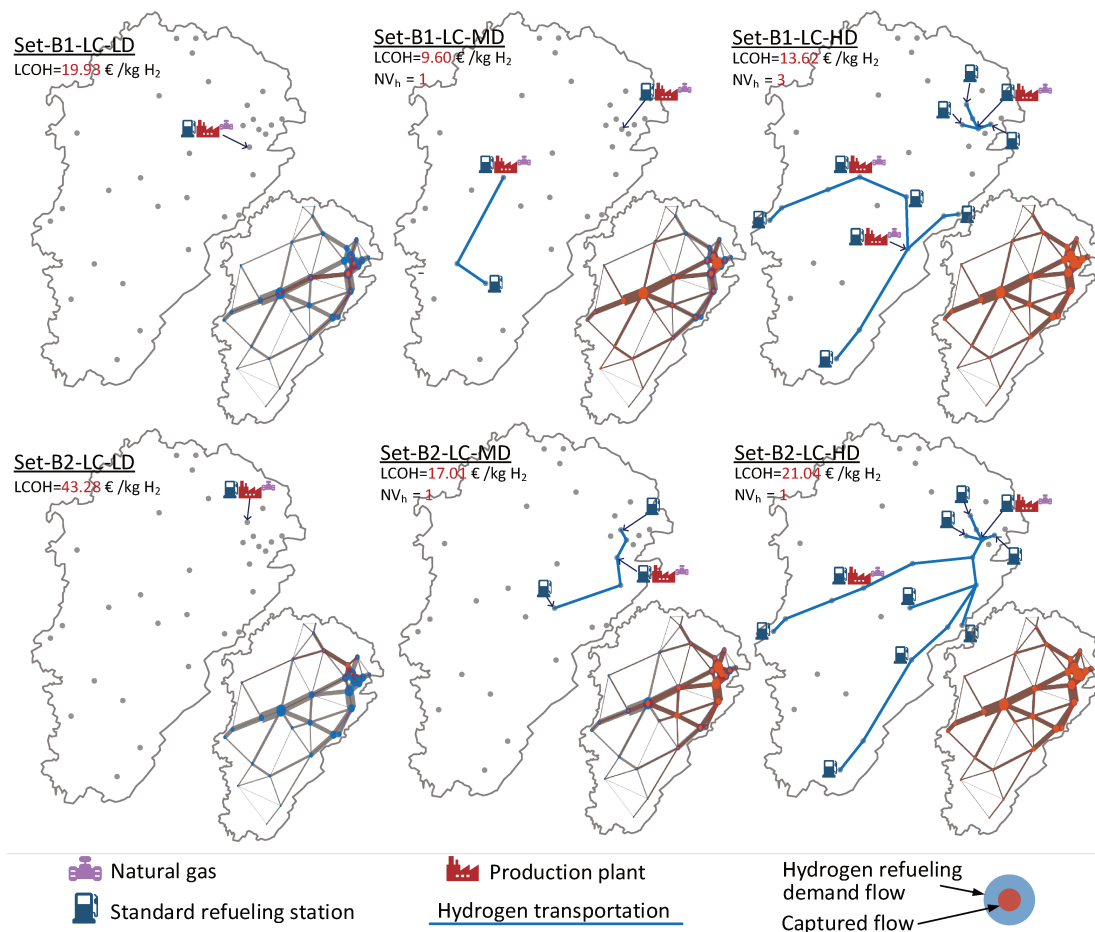 Set-B1-LC-LD
LCOH=19.93 € /kg H₂
Set-B1-LC-MD
LCOH=9.60 € /kg H₂
NVₕ = 1
Set-B1-LC-HD
LCOH=13.62 € /kg H₂
NVₕ = 3
Set-B2-LC-LD
LCOH=43.28 € /kg H₂
Set-B2-LC-MD
LCOH=17.01 € /kg H₂
NVₕ = 1
Set-B2-LC-HD
LCOH=21.04 € /kg H₂
NVₕ = 1
Natural gas
Production plant
Hydrogen refueling
demand flow
Standard refueling station
Hydrogen transportation
Captured flow